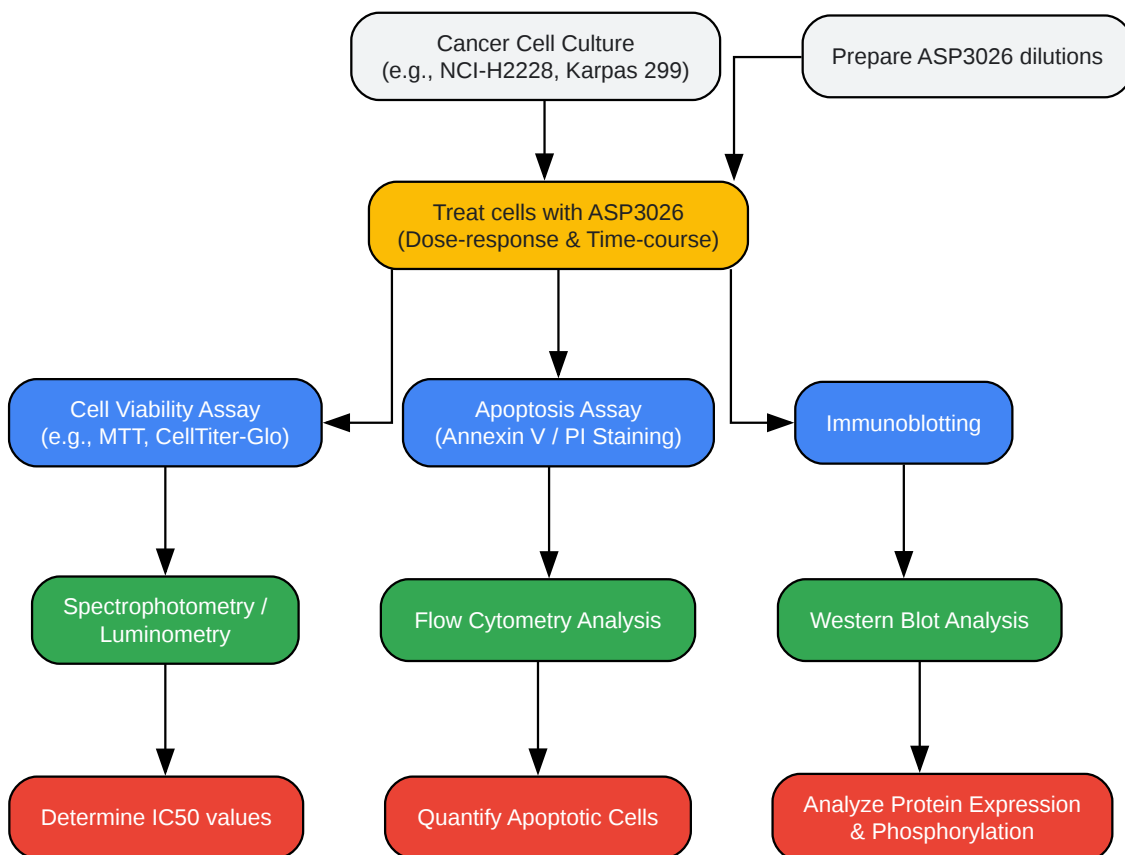 Cancer Cell Culture
(e.g., NCI-H2228, Karpas 299)
Prepare ASP3026 dilutions
Treat cells with ASP3026
(Dose-response & Time-course)
Cell Viability Assay
(e.g., MTT, CellTiter-Glo)
Apoptosis Assay
(Annexin V / PI Staining)
Immunoblotting
Spectrophotometry /
Luminometry
Flow Cytometry Analysis
Western Blot Analysis
Determine IC50 values
Quantify Apoptotic Cells
Analyze Protein Expression
& Phosphorylation